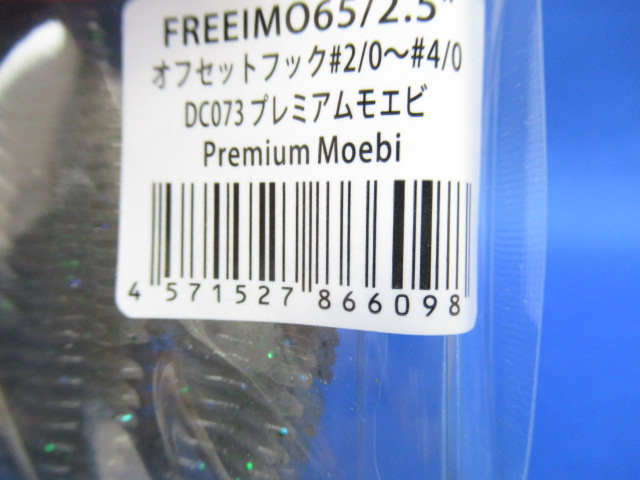 FREEIMO65/2.5"
オフセットフック#2/0～#4/0
DC073 プレミアムモエビ
Premium Moebi
4 571527 866098